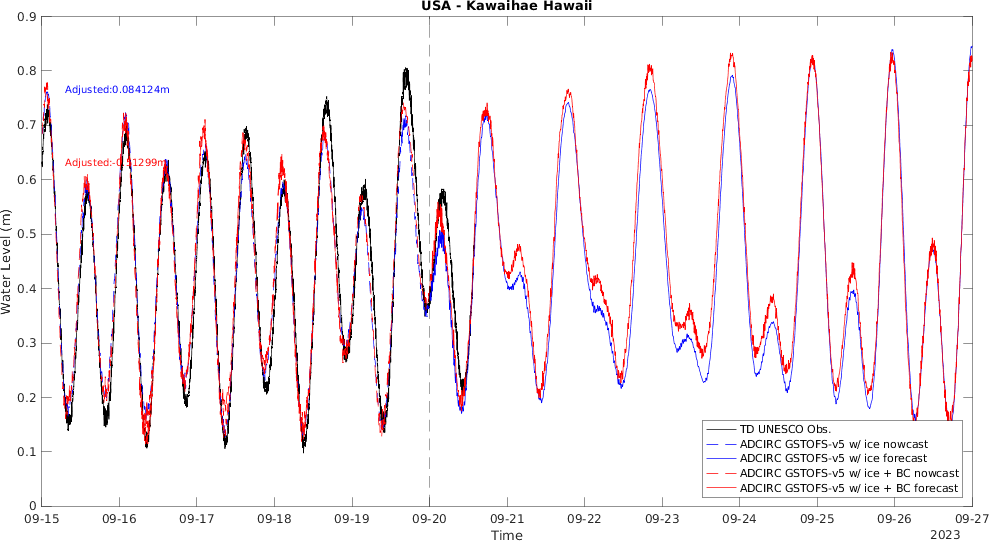 USA - Kawaihae Hawaii
0.9
0.8
0.7
0.6
0.5
0.4
0.3
0.2
0.1
0
Water Level (m)
Adjusted:0.084124m
Adjusted:-0.51299m
TD UNESCO Obs.
ADCIRC GSTOFS-v5 w/ ice nowcast
ADCIRC GSTOFS-v5 w/ ice forecast
ADCIRC GSTOFS-v5 w/ ice + BC nowcast
ADCIRC GSTOFS-v5 w/ ice + BC forecast
09-15 09-16 09-17 09-18 09-19 09-20 09-21 09-22 09-23 09-24 09-25 09-26 09-27
Time
2023